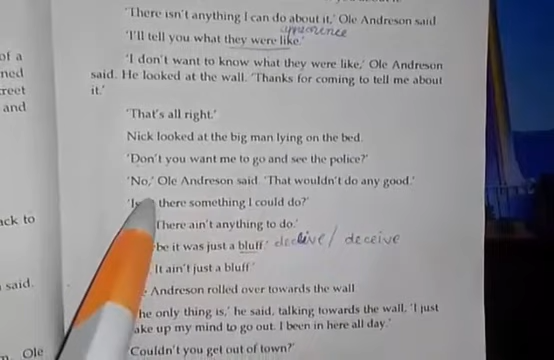 'There isn't anything I can do about it,' Ole Andreson said
appearence
'I'll tell you what they were like.'
of a
'I don't want to know what they were like,' Ole Andreson
ned
said. He looked at the wall. 'Thanks for coming to tell me about
reet
it.'
and
'That's all right.'
Nick looked at the big man lying on the bed.
'Don't you want me to go and see the police?'
'No,' Ole Andreson said. 'That wouldn't do any good.'
there something I could do?'
ack to
There ain't anything to do.'
be it was just a bluff.' / deceive
It ain't just a bluff.'
said.
Andreson rolled over towards the wall
he only thing is,' he said, talking towards the wall, 'I just
ake up my mind to go out. I been in here all day.'
Ole
'Couldn't you get out of town?'